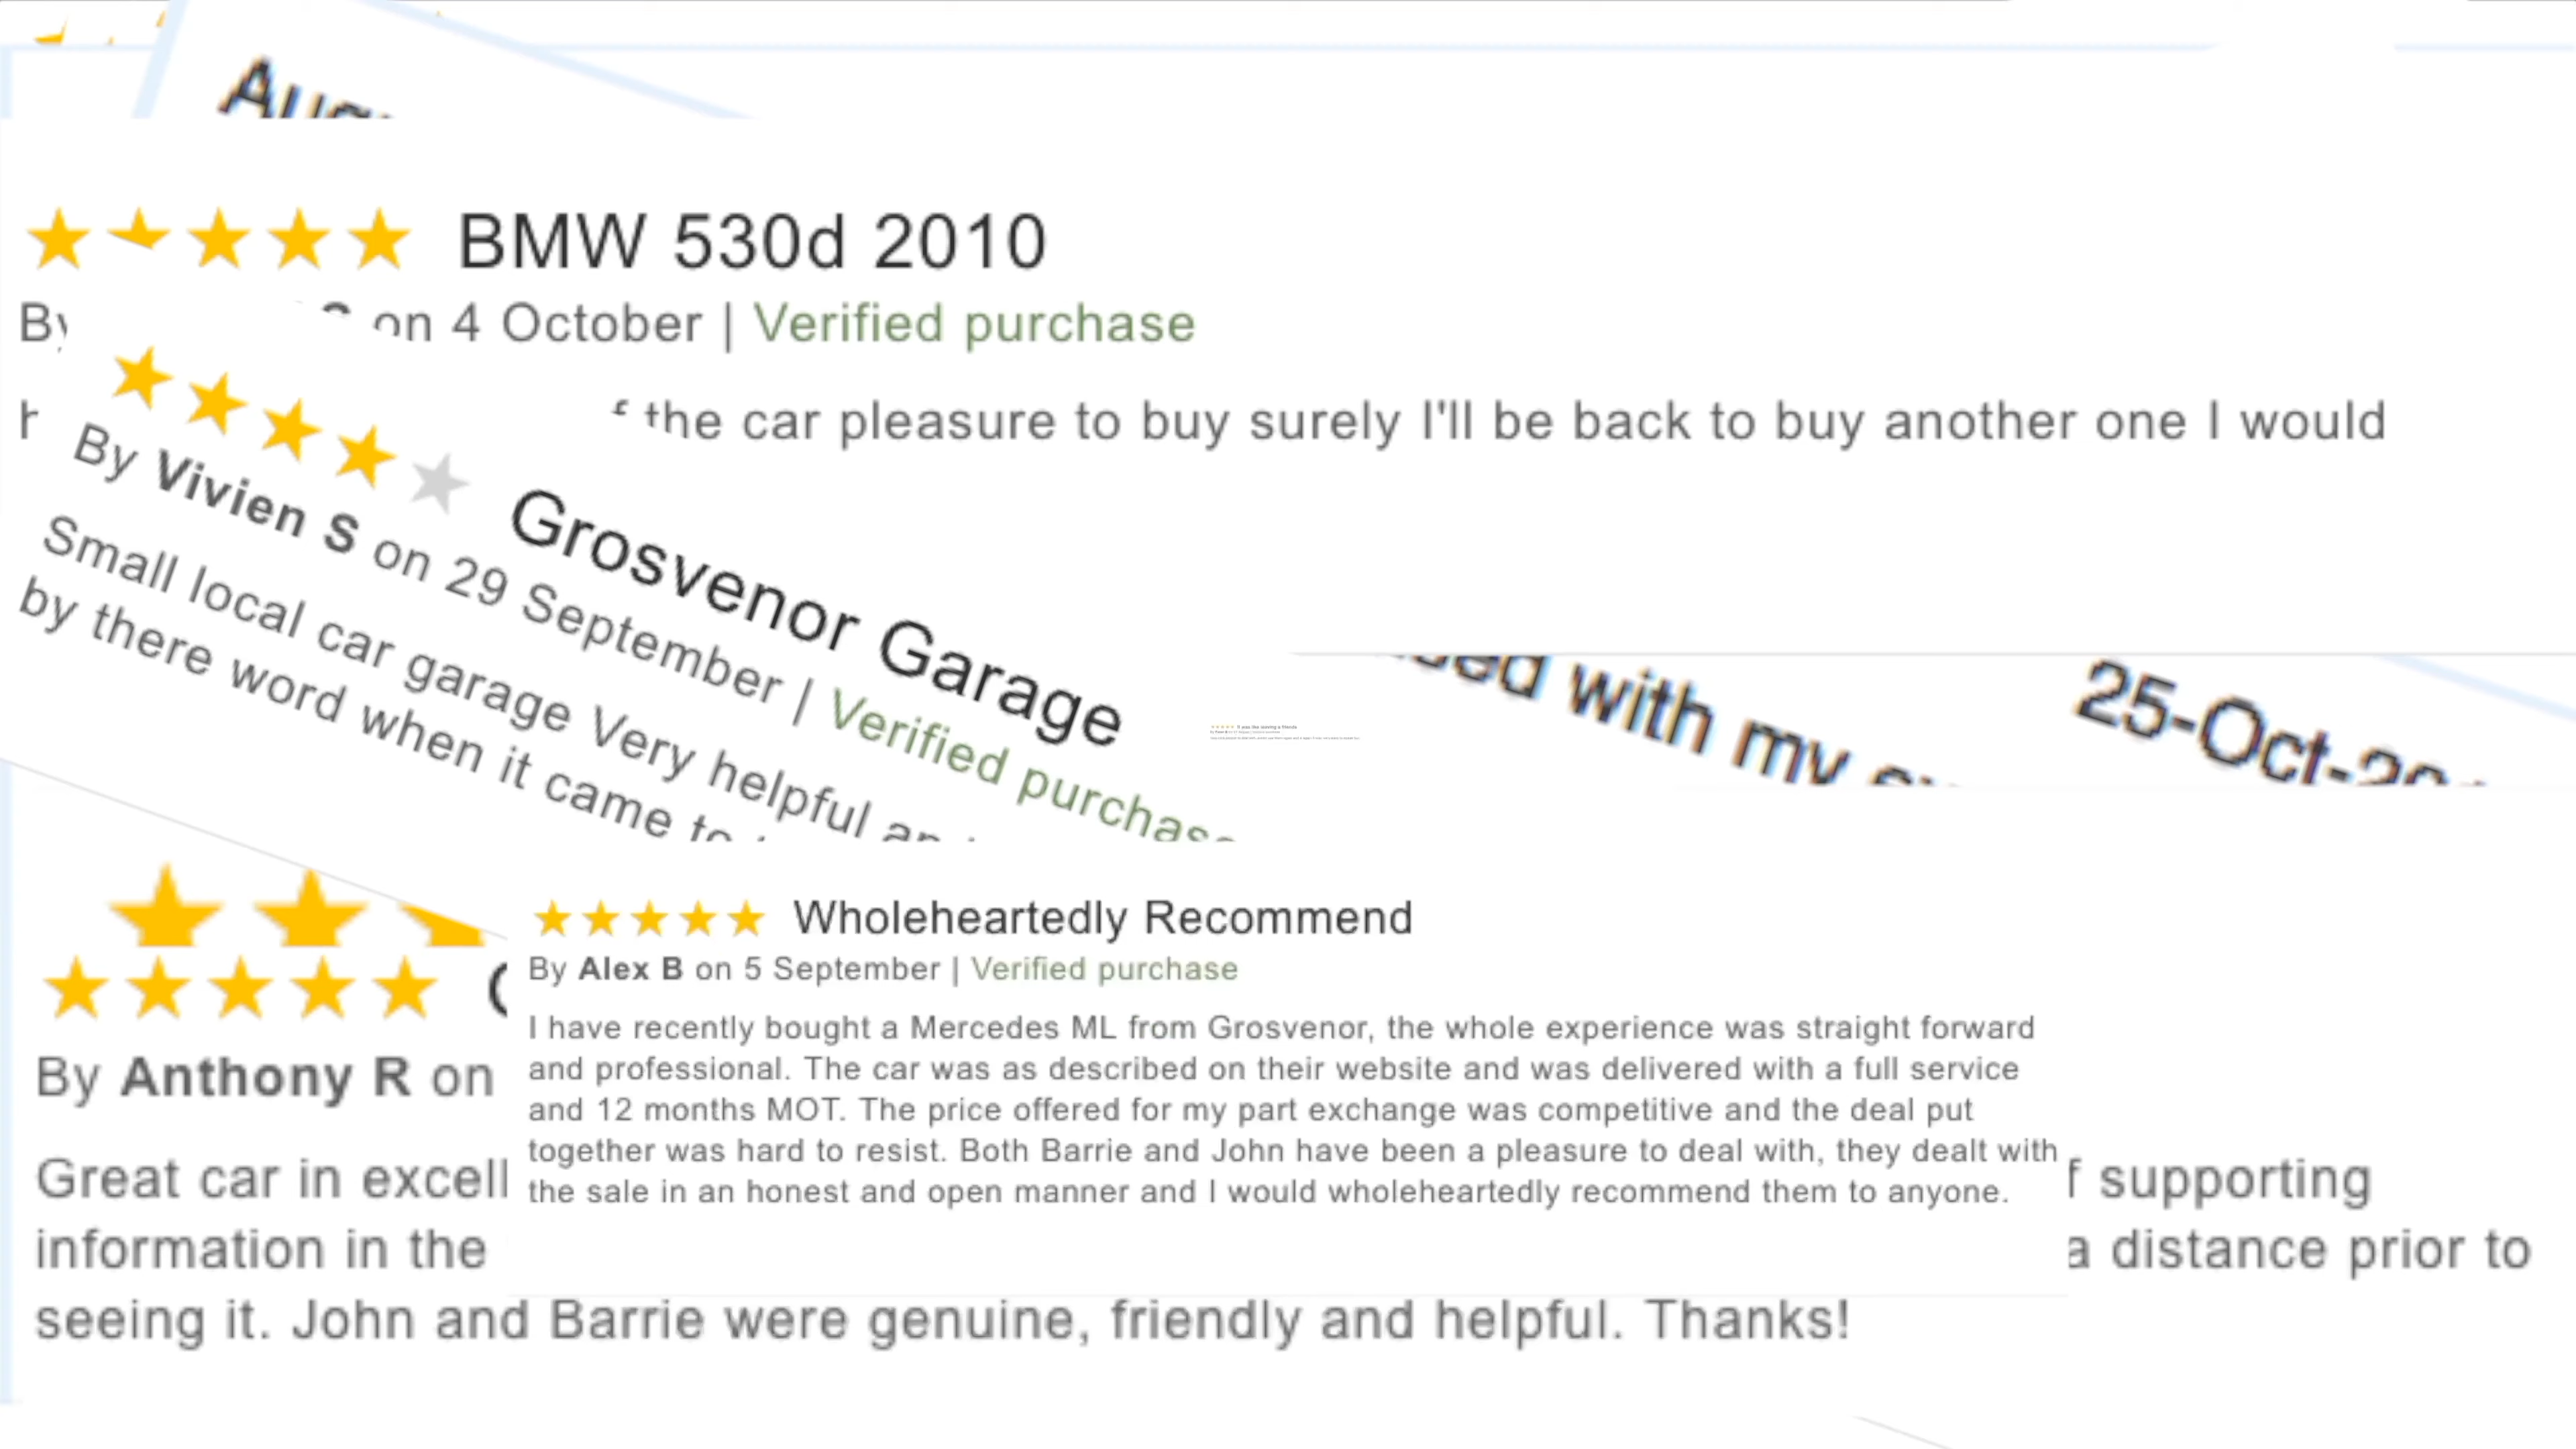 BMW 530d 2010
on 4 October | Verified purchase
the car pleasure to buy surely I'll be back to buy another one I would
Grosvenor Garage
By Vivien S on 29 September | Verified purchase
Small local car garage Very helpful
by there word when it came to
with my
25-Oct-20
Wholeheartedly Recommend
By Alex B on 5 September | Verified purchase
I have recently bought a Mercedes ML from Grosvenor, the whole experience was straight forward
and professional. The car was as described on their website and was delivered with a full service
and 12 months MOT. The price offered for my part exchange was competitive and the deal put
together was hard to resist. Both Barrie and John have been a pleasure to deal with, they dealt with
the sale in an honest and open manner and I would wholeheartedly recommend them to anyone.
By Anthony R on
Great car in excell
f supporting
information in the
a distance prior to
seeing it. John and Barrie were genuine, friendly and helpful. Thanks!